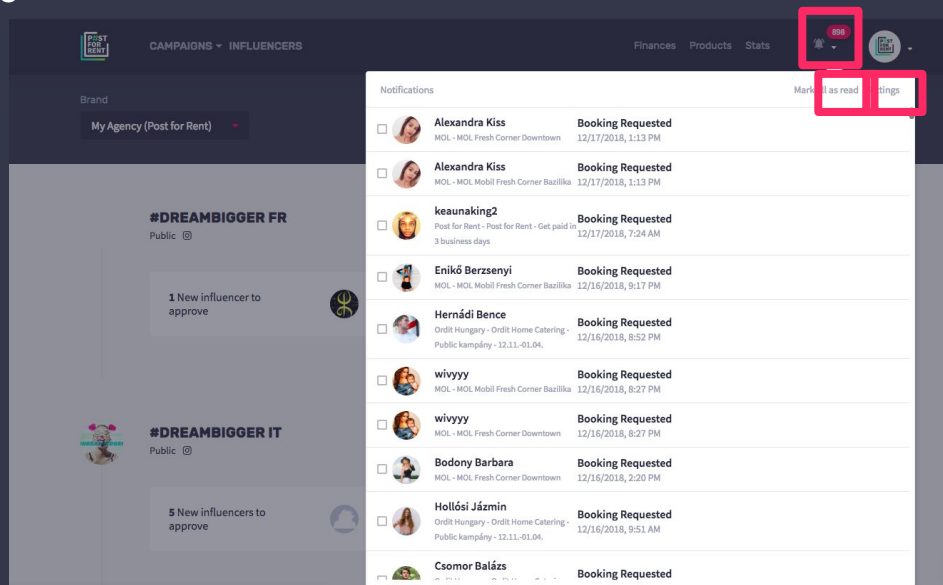 POST
FOR
RENT
CAMPAIGNS INFLUENCERS
Finances Products Stats
898
Brand
My Agency (Post for Rent)
Notifications
Mark all as read
#DREAMBIGGER FR
Public
1 New influencer to
approve
#DREAMBIGGER IT
Public
5 New influencers to
approve
Alexandra Kiss Booking Requested
MOL - MOL Fresh Corner Downtown 12/17/2018, 1:13 PM
Alexandra Kiss Booking Requested
MOL - MOL Mobil Fresh Corner Bazilika 12/17/2018, 1:13 PM
keaunaking2 Booking Requested
Post for Rent - Post for Rent - Get paid in 12/17/2018, 7:24 AM
3 business days
Enikő Berzsenyi Booking Requested
MOL - MOL Mobil Fresh Corner Bazilika 12/16/2018, 9:17 PM
Hernádi Bence Booking Requested
Ordit Hungary - Ordit Home Catering - 12/16/2018, 8:52 PM
Public kampány - 12.11.-01.04.
wivyyy Booking Requested
MOL - MOL Mobil Fresh Corner Bazilika 12/16/2018, 8:27 PM
wivyyy Booking Requested
MOL - MOL Fresh Corner Downtown 12/16/2018, 8:27 PM
Bodony Barbara Booking Requested
MOL - MOL Fresh Corner Downtown 12/16/2018, 2:20 PM
Hollósi Jázmin Booking Requested
Ordit Hungary - Ordit Home Catering - 12/16/2018, 9:51 AM
Public kampány - 12.11.-01.04.
Csomor Balázs Booking Requested